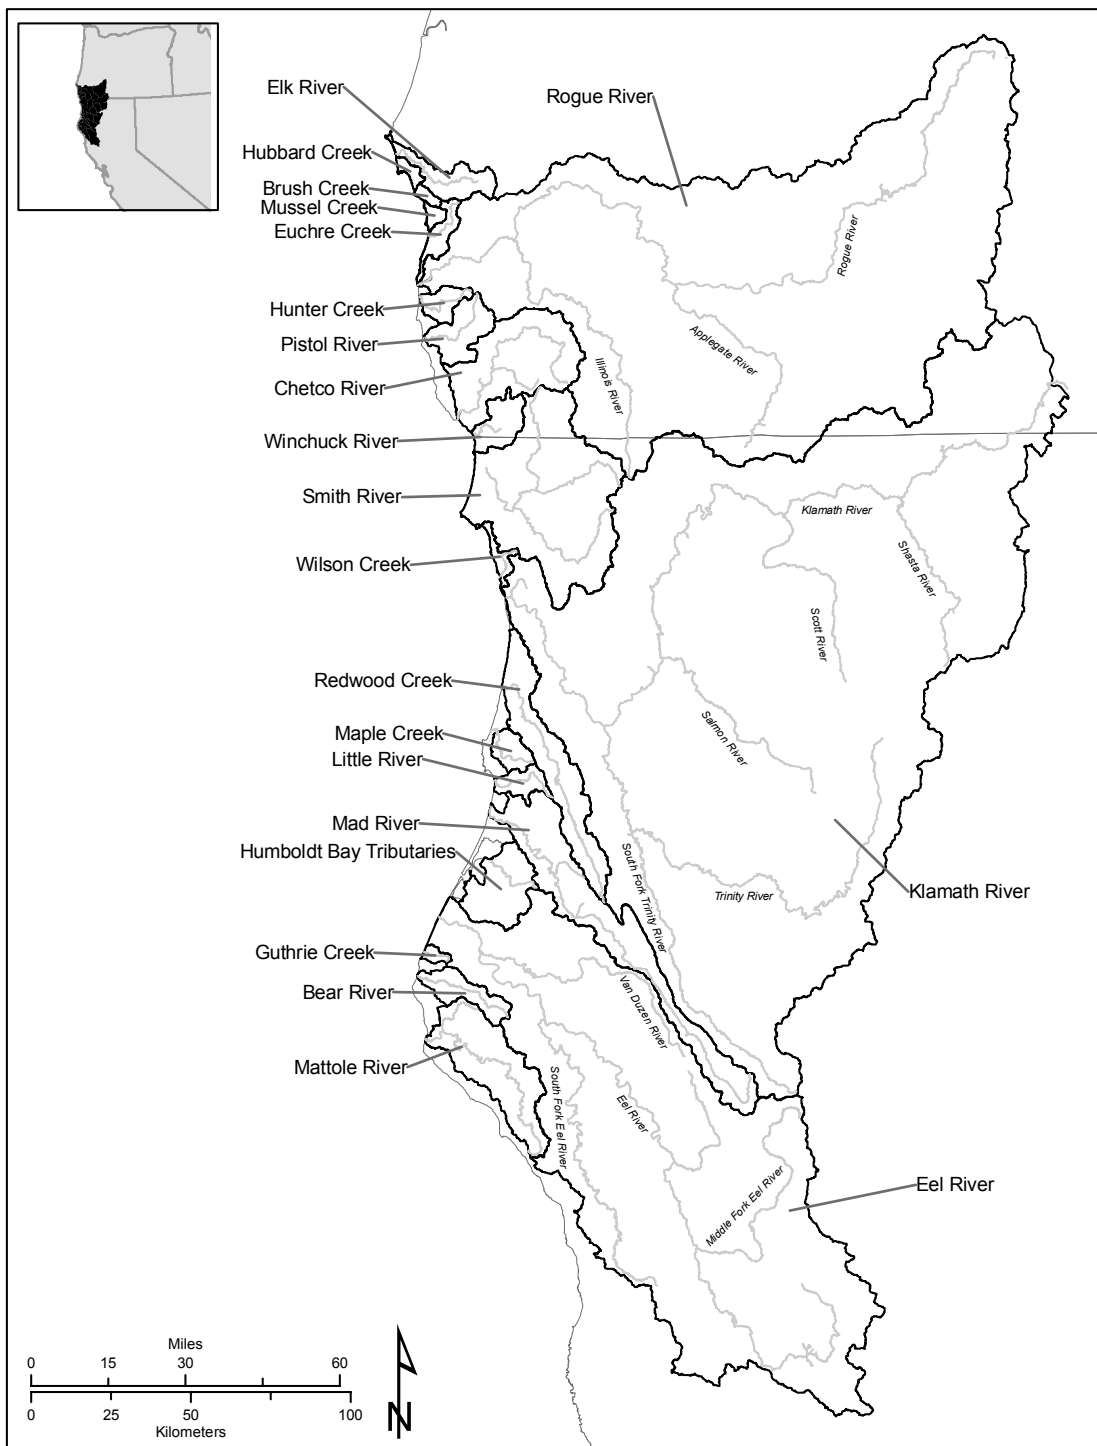 Elk River
Rogue River
Hubbard Creek
Brush Creek
Mussel Creek
Euchre Creek
Rogue River
Hunter Creek
Pistol River
Applegate River
Illinois River
Chetco River
Winchuck River
Smith River
Klamath River
Shasta River
Wilson Creek
Scott River
Redwood Creek
Salmon River
Maple Creek
Little River
Mad River
Humboldt Bay Tributaries
South Fork Trinity River
Trinity River
Klamath River
Guthrie Creek
Bear River
Van Duzen River
Mattole River
South Fork Eel River
Eel River
Middle Fork Eel River
Eel River
Miles
0 15 30 60
0 25 50 100
Kilometers
N